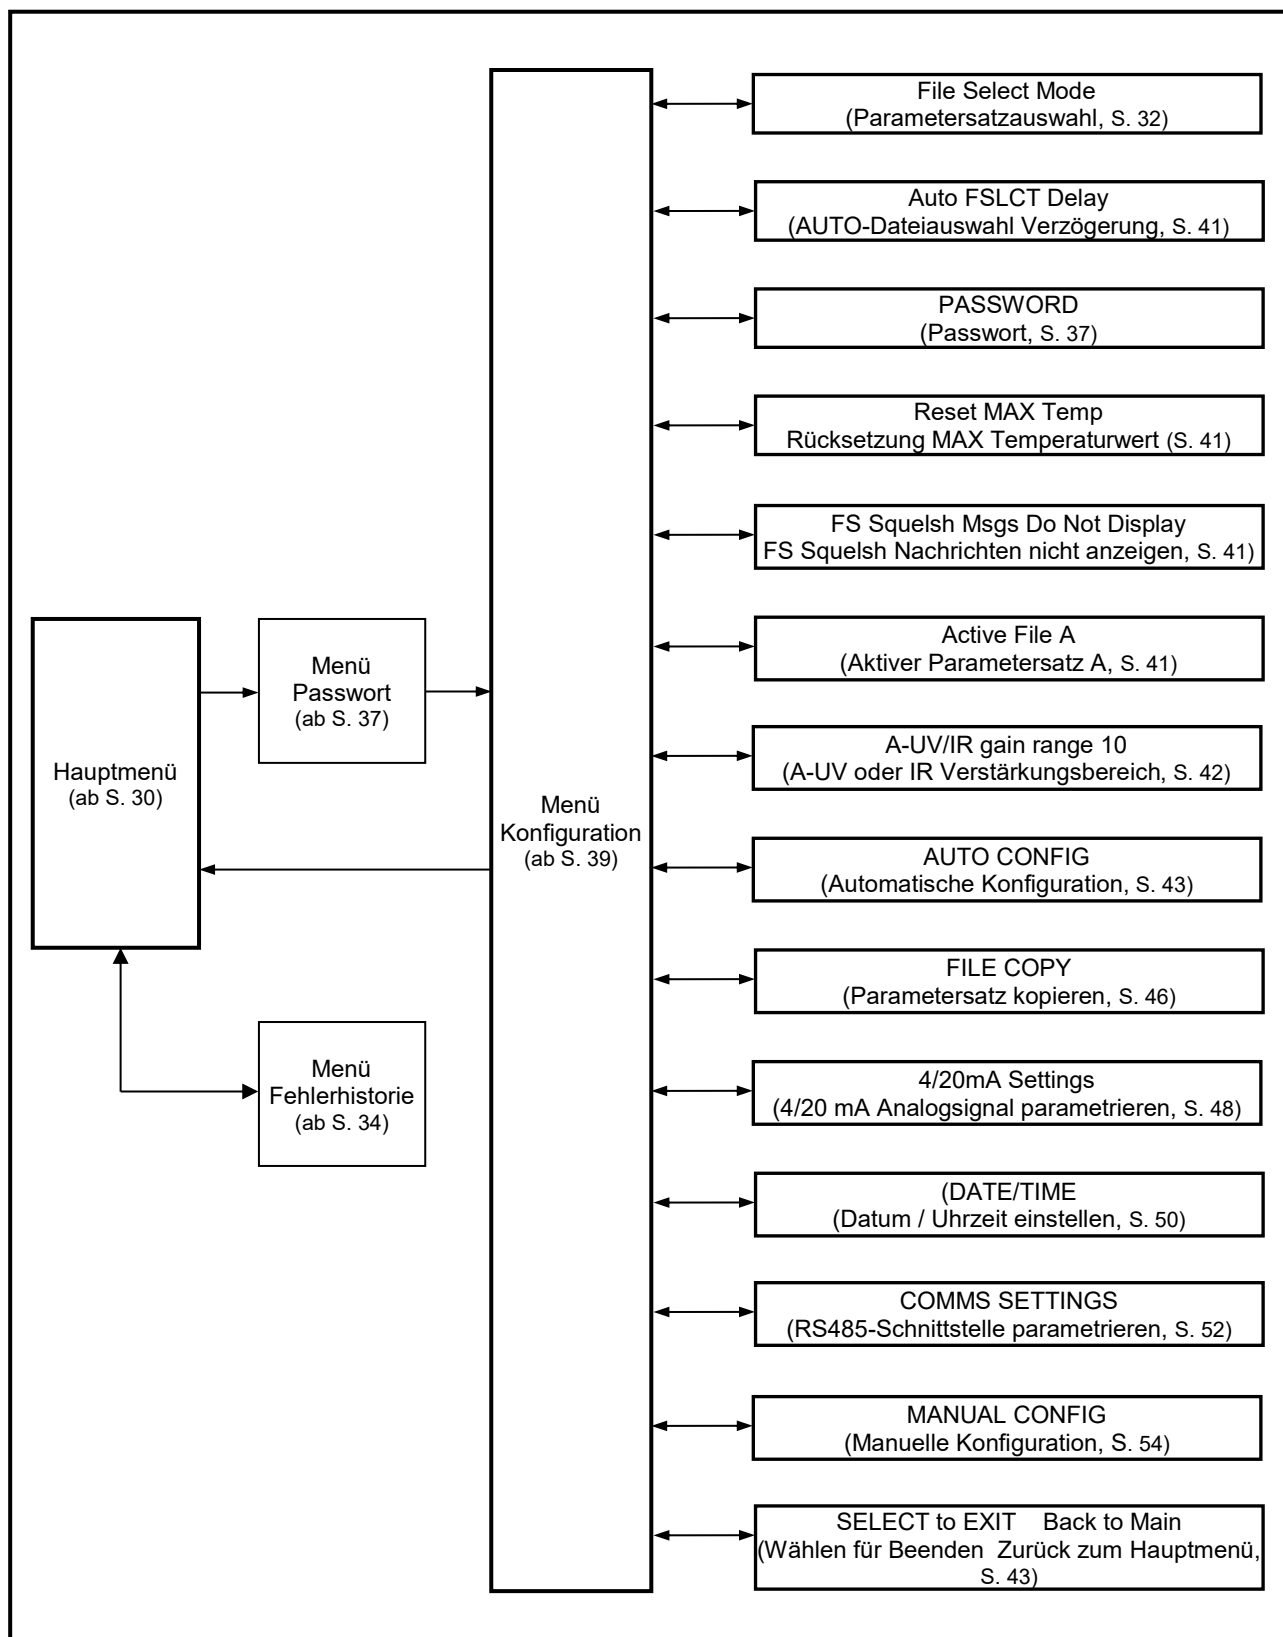 File Select Mode
(Parametersatzauswahl, S. 32)
Auto FSLCT Delay
(AUTO-Dateiauswahl Verzögerung, S. 41)
PASSWORD
(Passwort, S. 37)
Reset MAX Temp
Rücksetzung MAX Temperaturwert (S. 41)
FS Squelsh Msgs Do Not Display
FS Squelsh Nachrichten nicht anzeigen, S. 41)
Hauptmenü
(ab S. 30)
Menü
Passwort
(ab S. 37)
Menü
Konfiguration
(ab S. 39)
Active File A
(Aktiver Parametersatz A, S. 41)
A-UV/IR gain range 10
(A-UV oder IR Verstärkungsbereich, S. 42)
AUTO CONFIG
(Automatische Konfiguration, S. 43)
FILE COPY
(Parametersatz kopieren, S. 46)
Menü
Fehlerhistorie
(ab S. 34)
4/20mA Settings
(4/20 mA Analogsignal parametrieren, S. 48)
(DATE/TIME
(Datum / Uhrzeit einstellen, S. 50)
COMMS SETTINGS
(RS485-Schnittstelle parametrieren, S. 52)
MANUAL CONFIG
(Manuelle Konfiguration, S. 54)
SELECT to EXIT    Back to Main
(Wählen für Beenden  Zurück zum Hauptmenü,
S. 43)